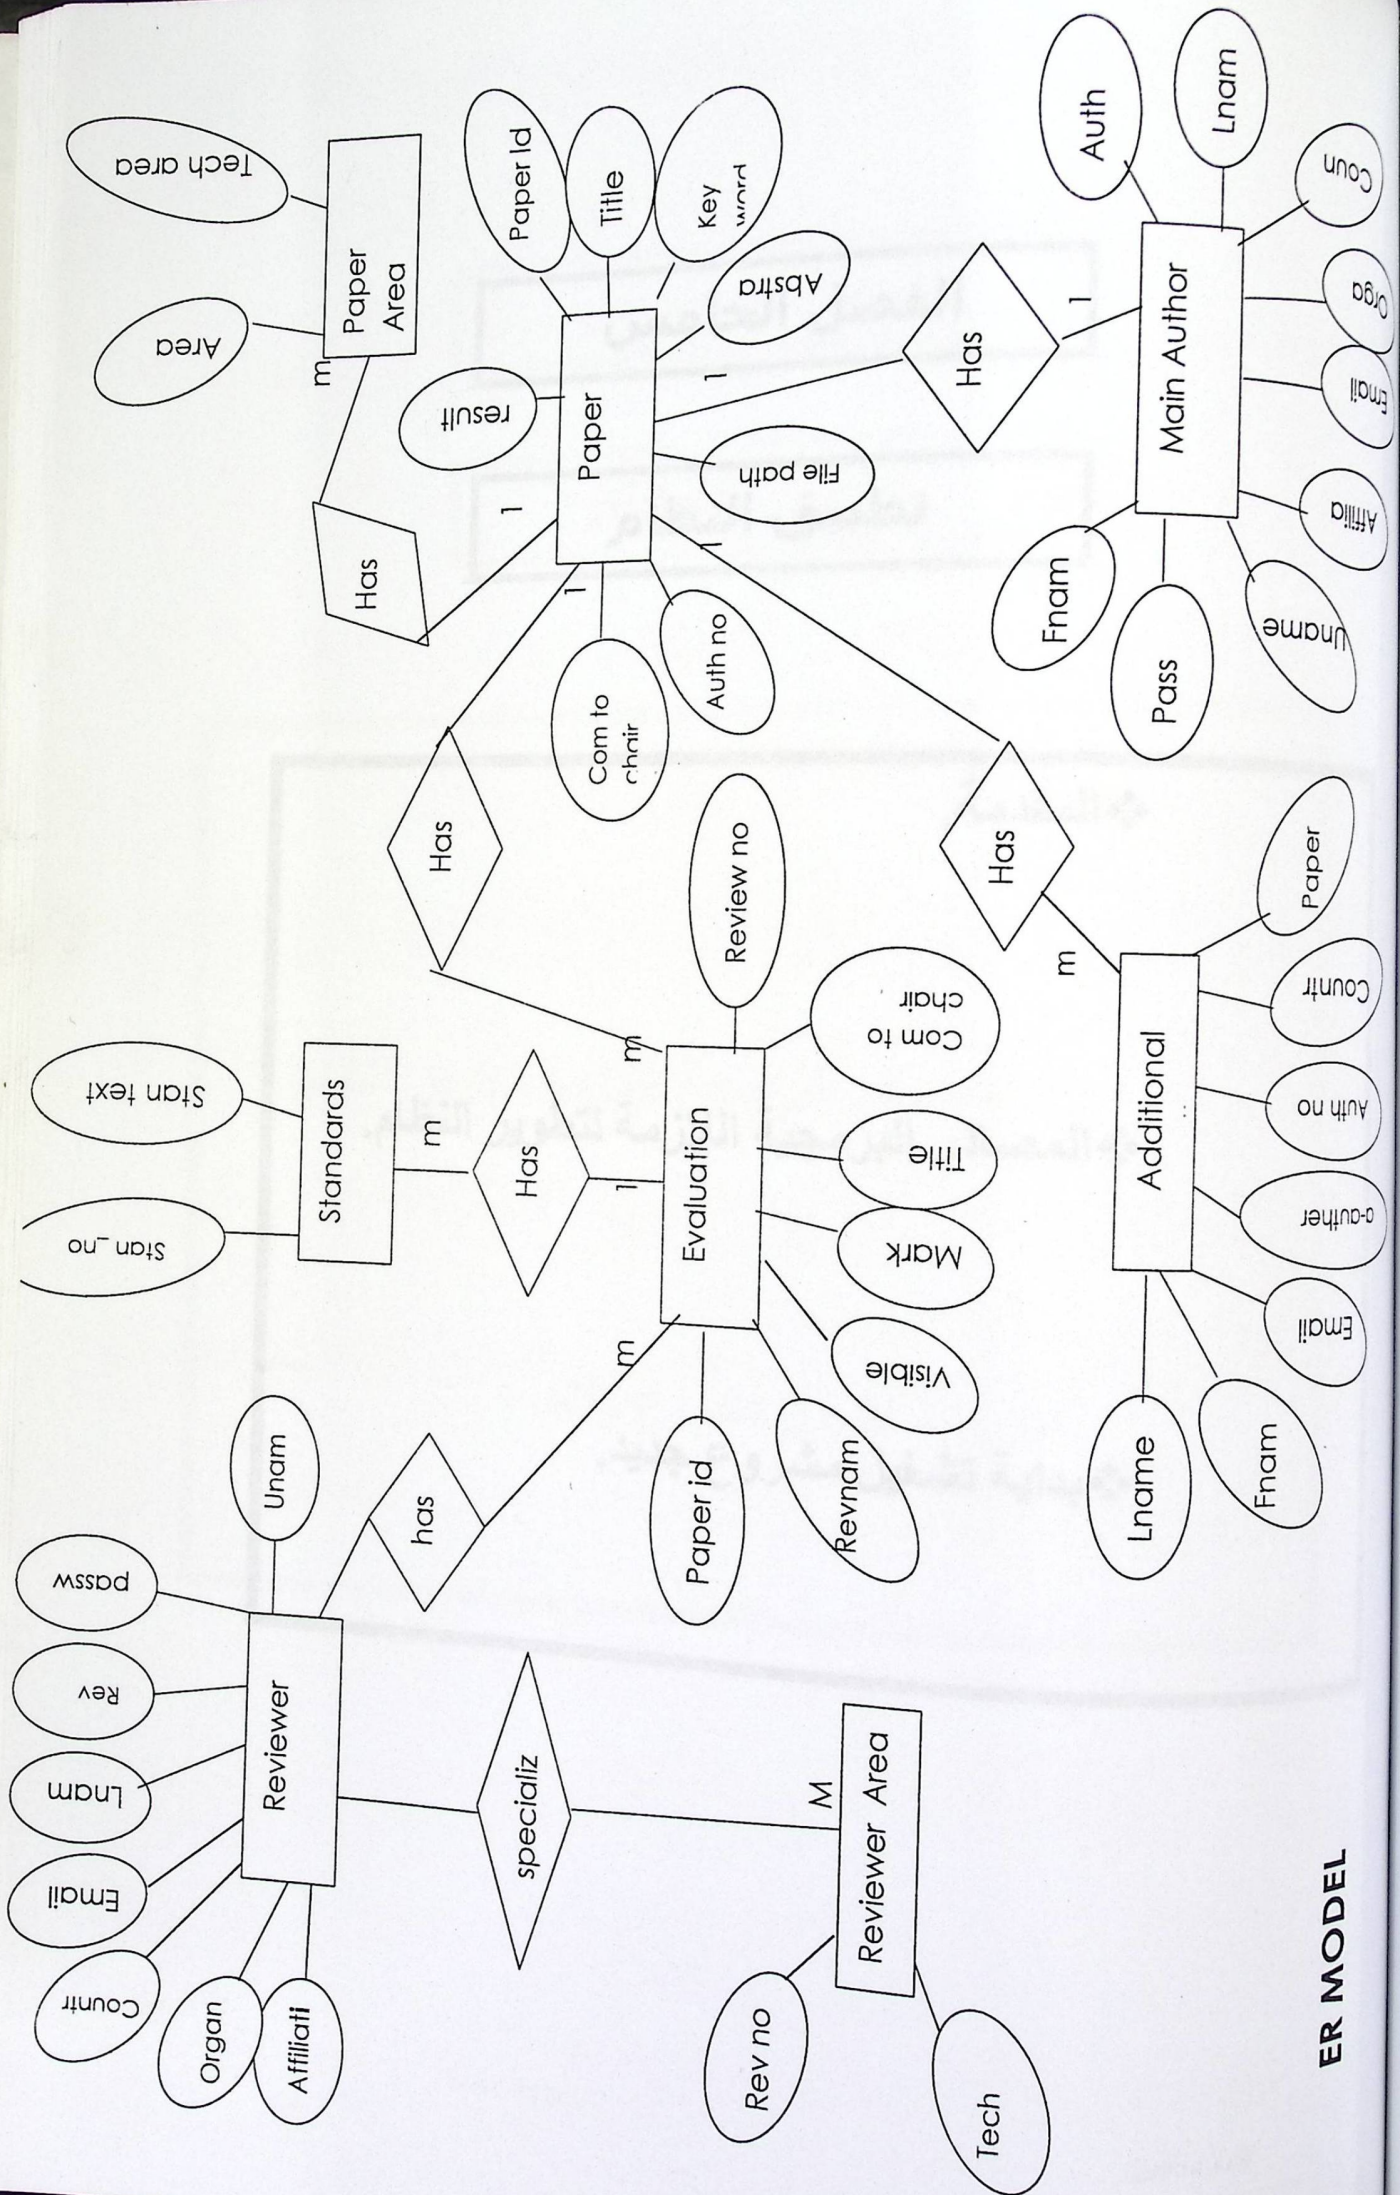 Tech area
Area
Paper
Area
m
Has
1
Paper Id
Title
Key
word
Abstra
result
Paper
File path
Com to
chair
Auth no
1
1
1
Has
1
Auth
Lnam
Coun
Orga
Email
Affilia
Uname
Pass
Fnam
Main Author
Has
m
Has
m
Additional
Paper
Countr
Auth no
o-auther
Email
Fnam
Lname
Stan text
Stan_no
Standards
m
Has
1
Evaluation
Review no
Com to
chair
Title
Mark
Visible
Revnam
Paper id
m
has
Unam
passw
Rev
Lnam
Email
Countr
Organ
Affiliati
Reviewer
specializ
M
Reviewer Area
Rev no
Tech
ER MODEL